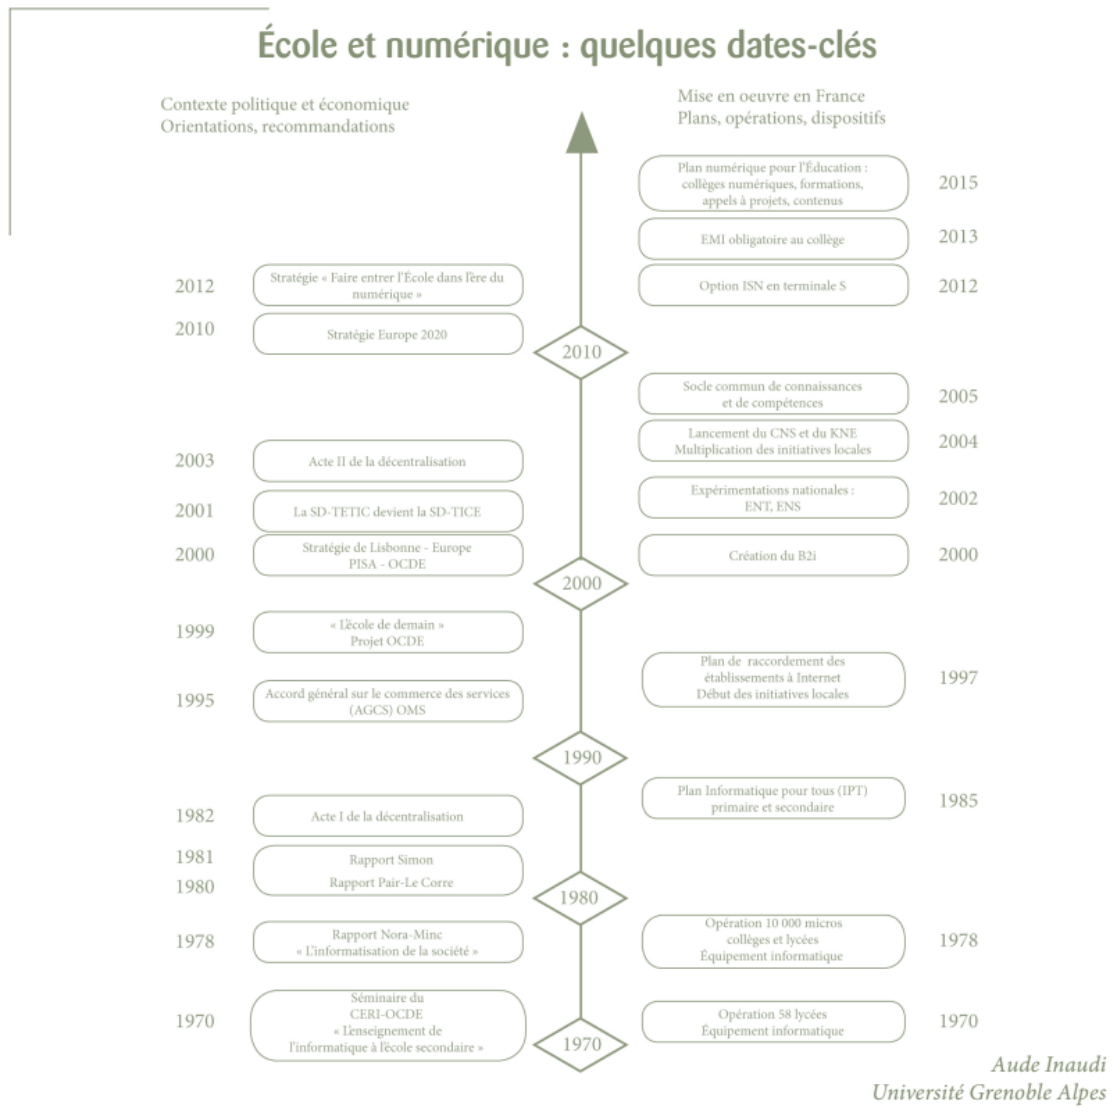 École et numérique : quelques dates-clés
Contexte politique et économique
Orientations, recommandations
Mise en oeuvre en France
Plans, opérations, dispositifs
Plan numérique pour l'Éducation :
collèges numériques, formations,
appels à projets, contenus
2015
EMI obligatoire au collège
2013
2012
Stratégie « Faire entrer l'École dans l'ère du
numérique »
Option ISN en terminale S
2012
2010
Stratégie Europe 2020
2010
Socle commun de connaissances
et de compétences
2005
Lancement du CNS et du KNE
Multiplication des initiatives locales
2004
2003
Acte II de la décentralisation
Expérimentations nationales :
ENT, ENS
2002
2001
La SD-TETIC devient la SD-TICE
2000
Stratégie de Lisbonne - Europe
PISA - OCDE
Création du B2i
2000
2000
1999
« L'école de demain »
Projet OCDE
Plan de raccordement des
établissements à Internet
Début des initiatives locales
1997
1995
Accord général sur le commerce des services
(AGCS) OMS
1990
Plan Informatique pour tous (IPT)
primaire et secondaire
1985
1982
Acte I de la décentralisation
1981
Rapport Simon
1980
Rapport Pair-Le Corre
1980
1978
Rapport Nora-Minc
« L'informatisation de la société »
Opération 10 000 micros
collèges et lycées
Équipement informatique
1978
1970
Séminaire du
CERI-OCDE
« L'enseignement de
l'informatique à l'école secondaire »
1970
Opération 58 lycées
Équipement informatique
1970
Aude Inaudi
Université Grenoble Alpes